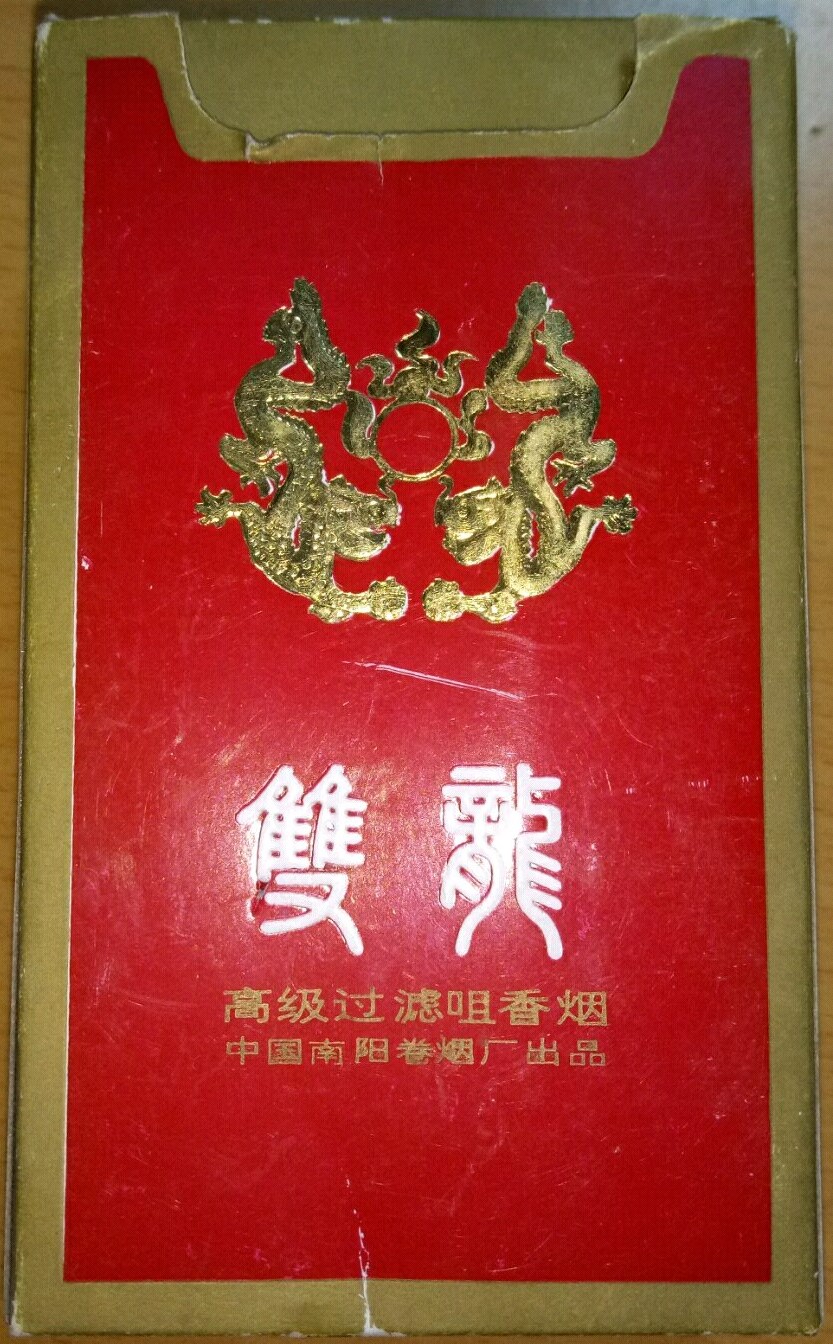 雙龍
高级过滤咀香烟
中国南阳卷烟厂出品